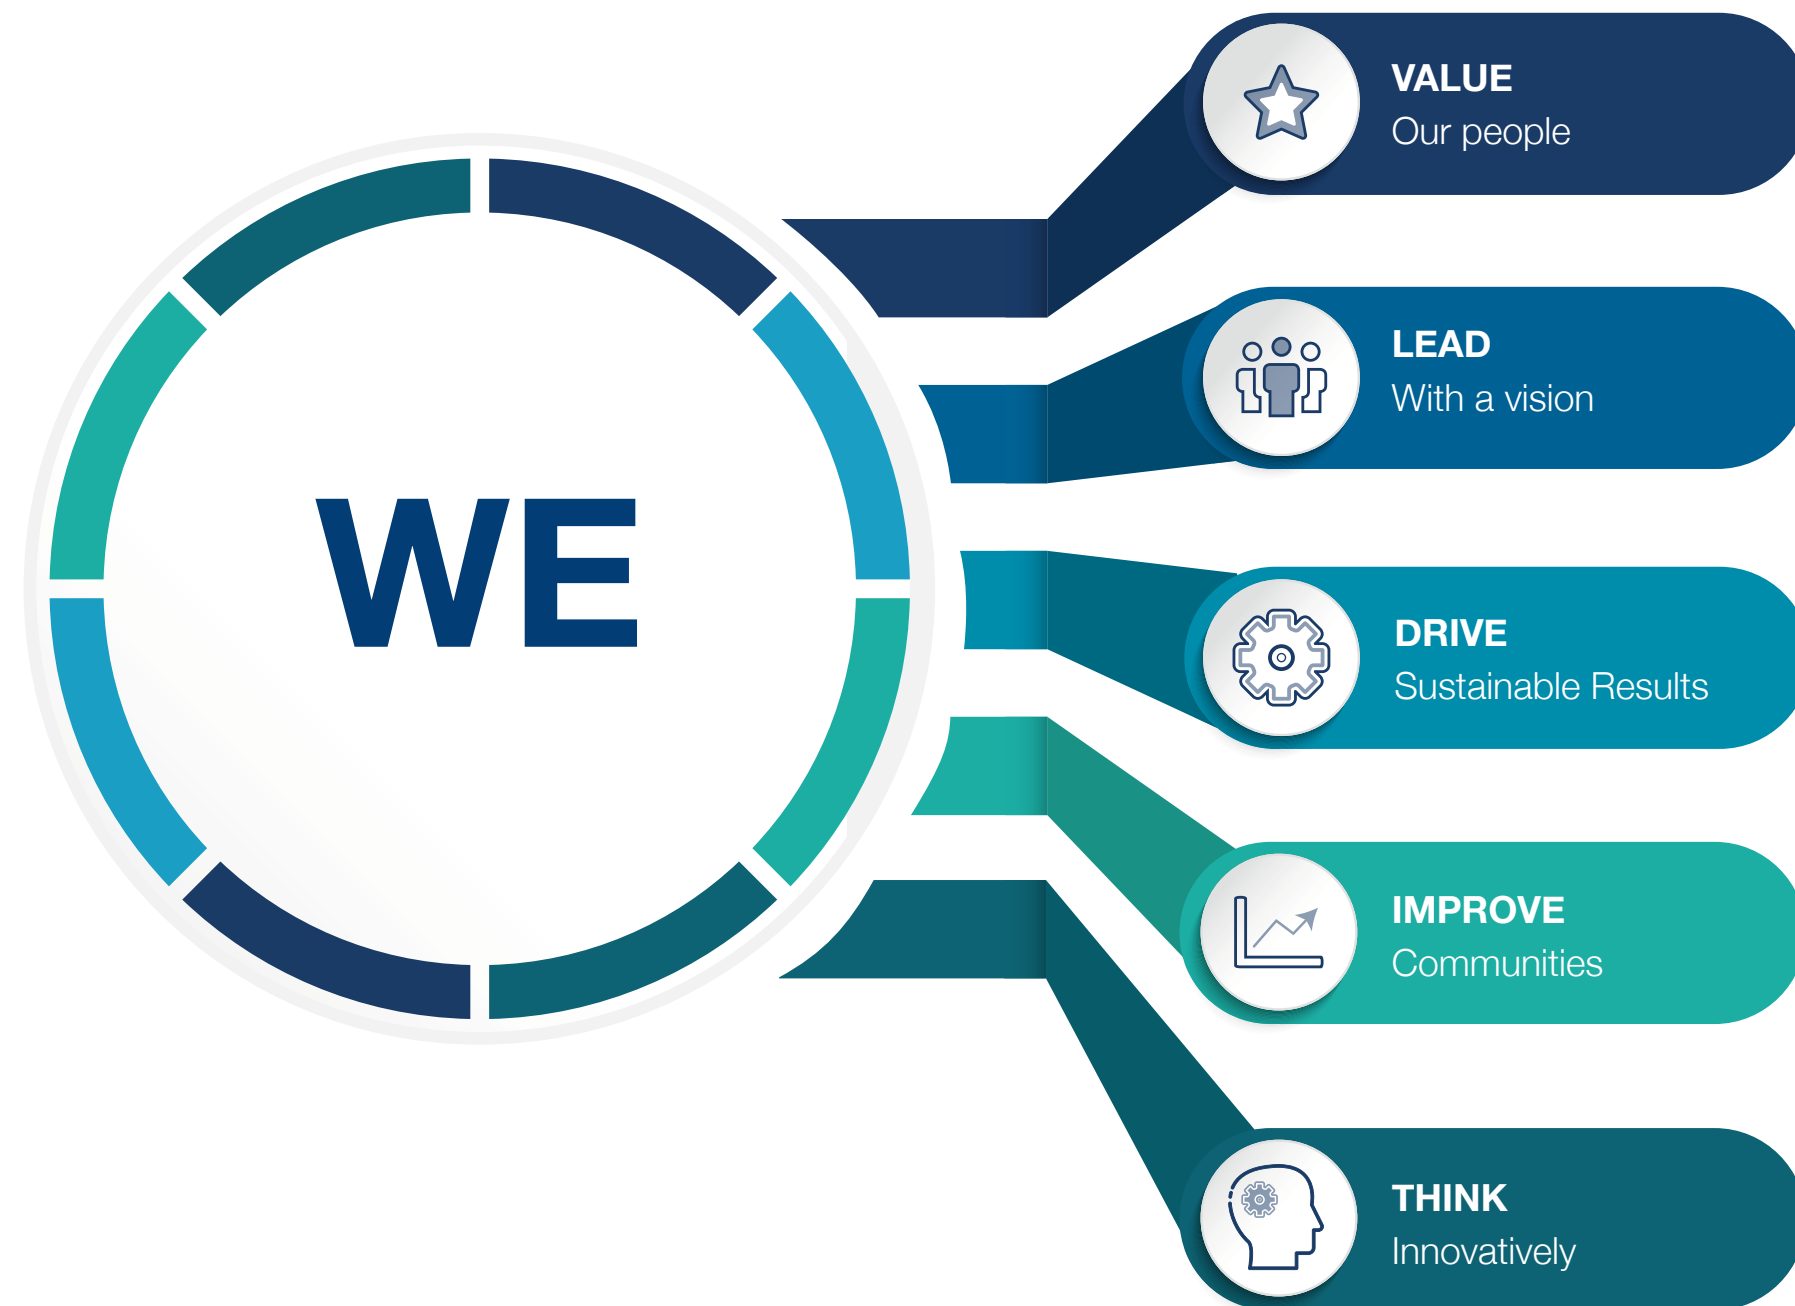 WE
VALUE
Our people
LEAD
With a vision
DRIVE
Sustainable Results
IMPROVE
Communities
THINK
Innovatively